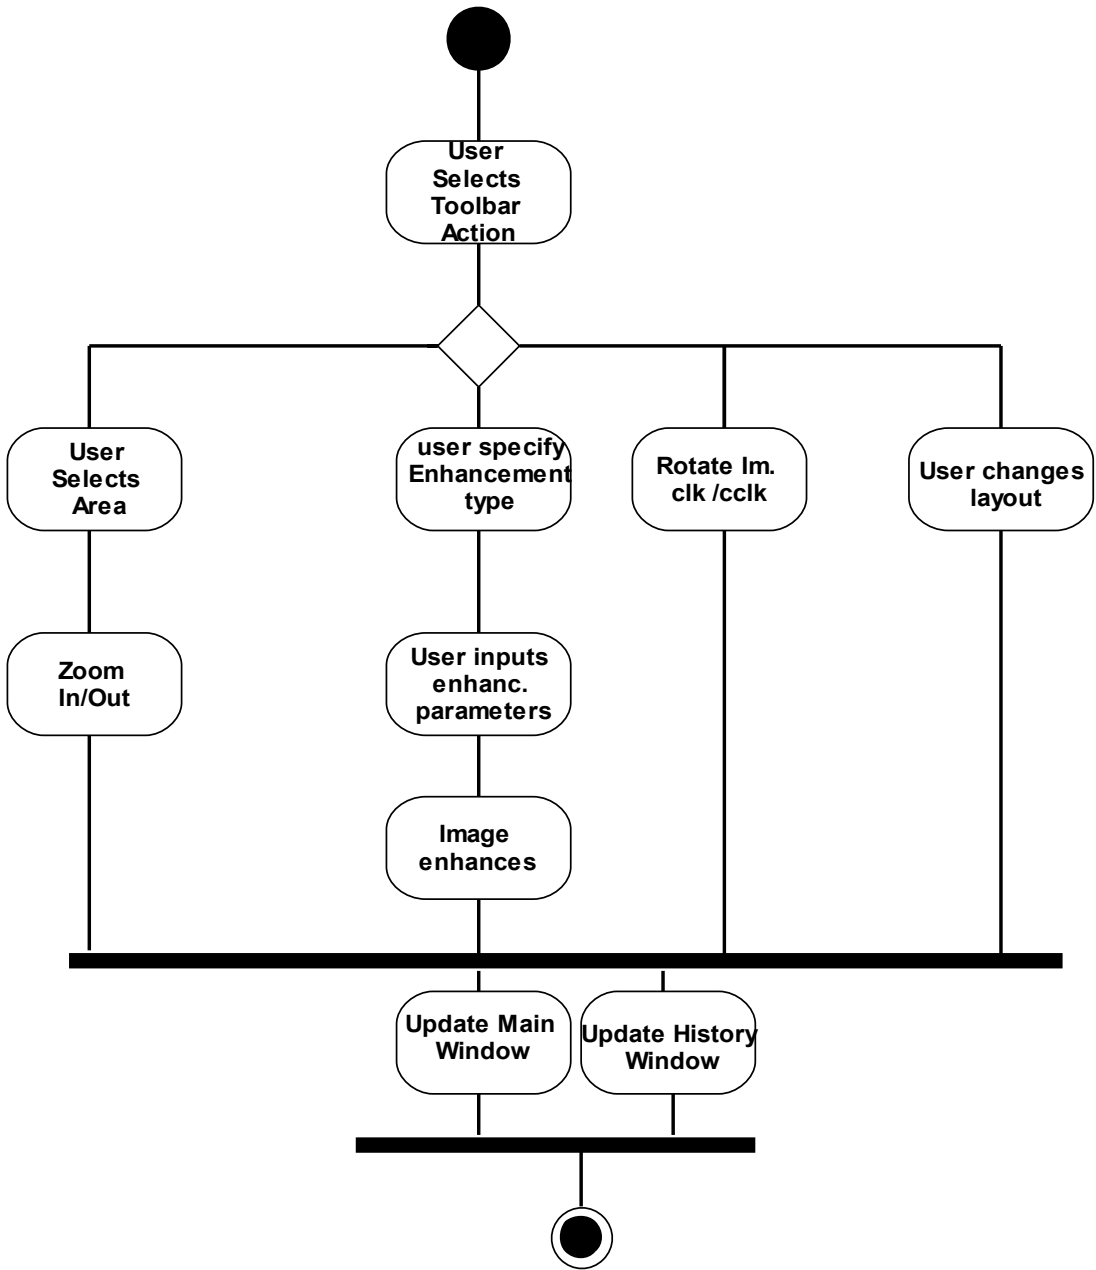 User
Selects
Toolbar
Action
User
Selects
Area
user specify
Enhancement
type
Rotate Im.
clk /cclk
User changes
layout
Zoom
In/Out
User inputs
enhanc.
parameters
Image
enhances
Update Main
Window
Update History
Window